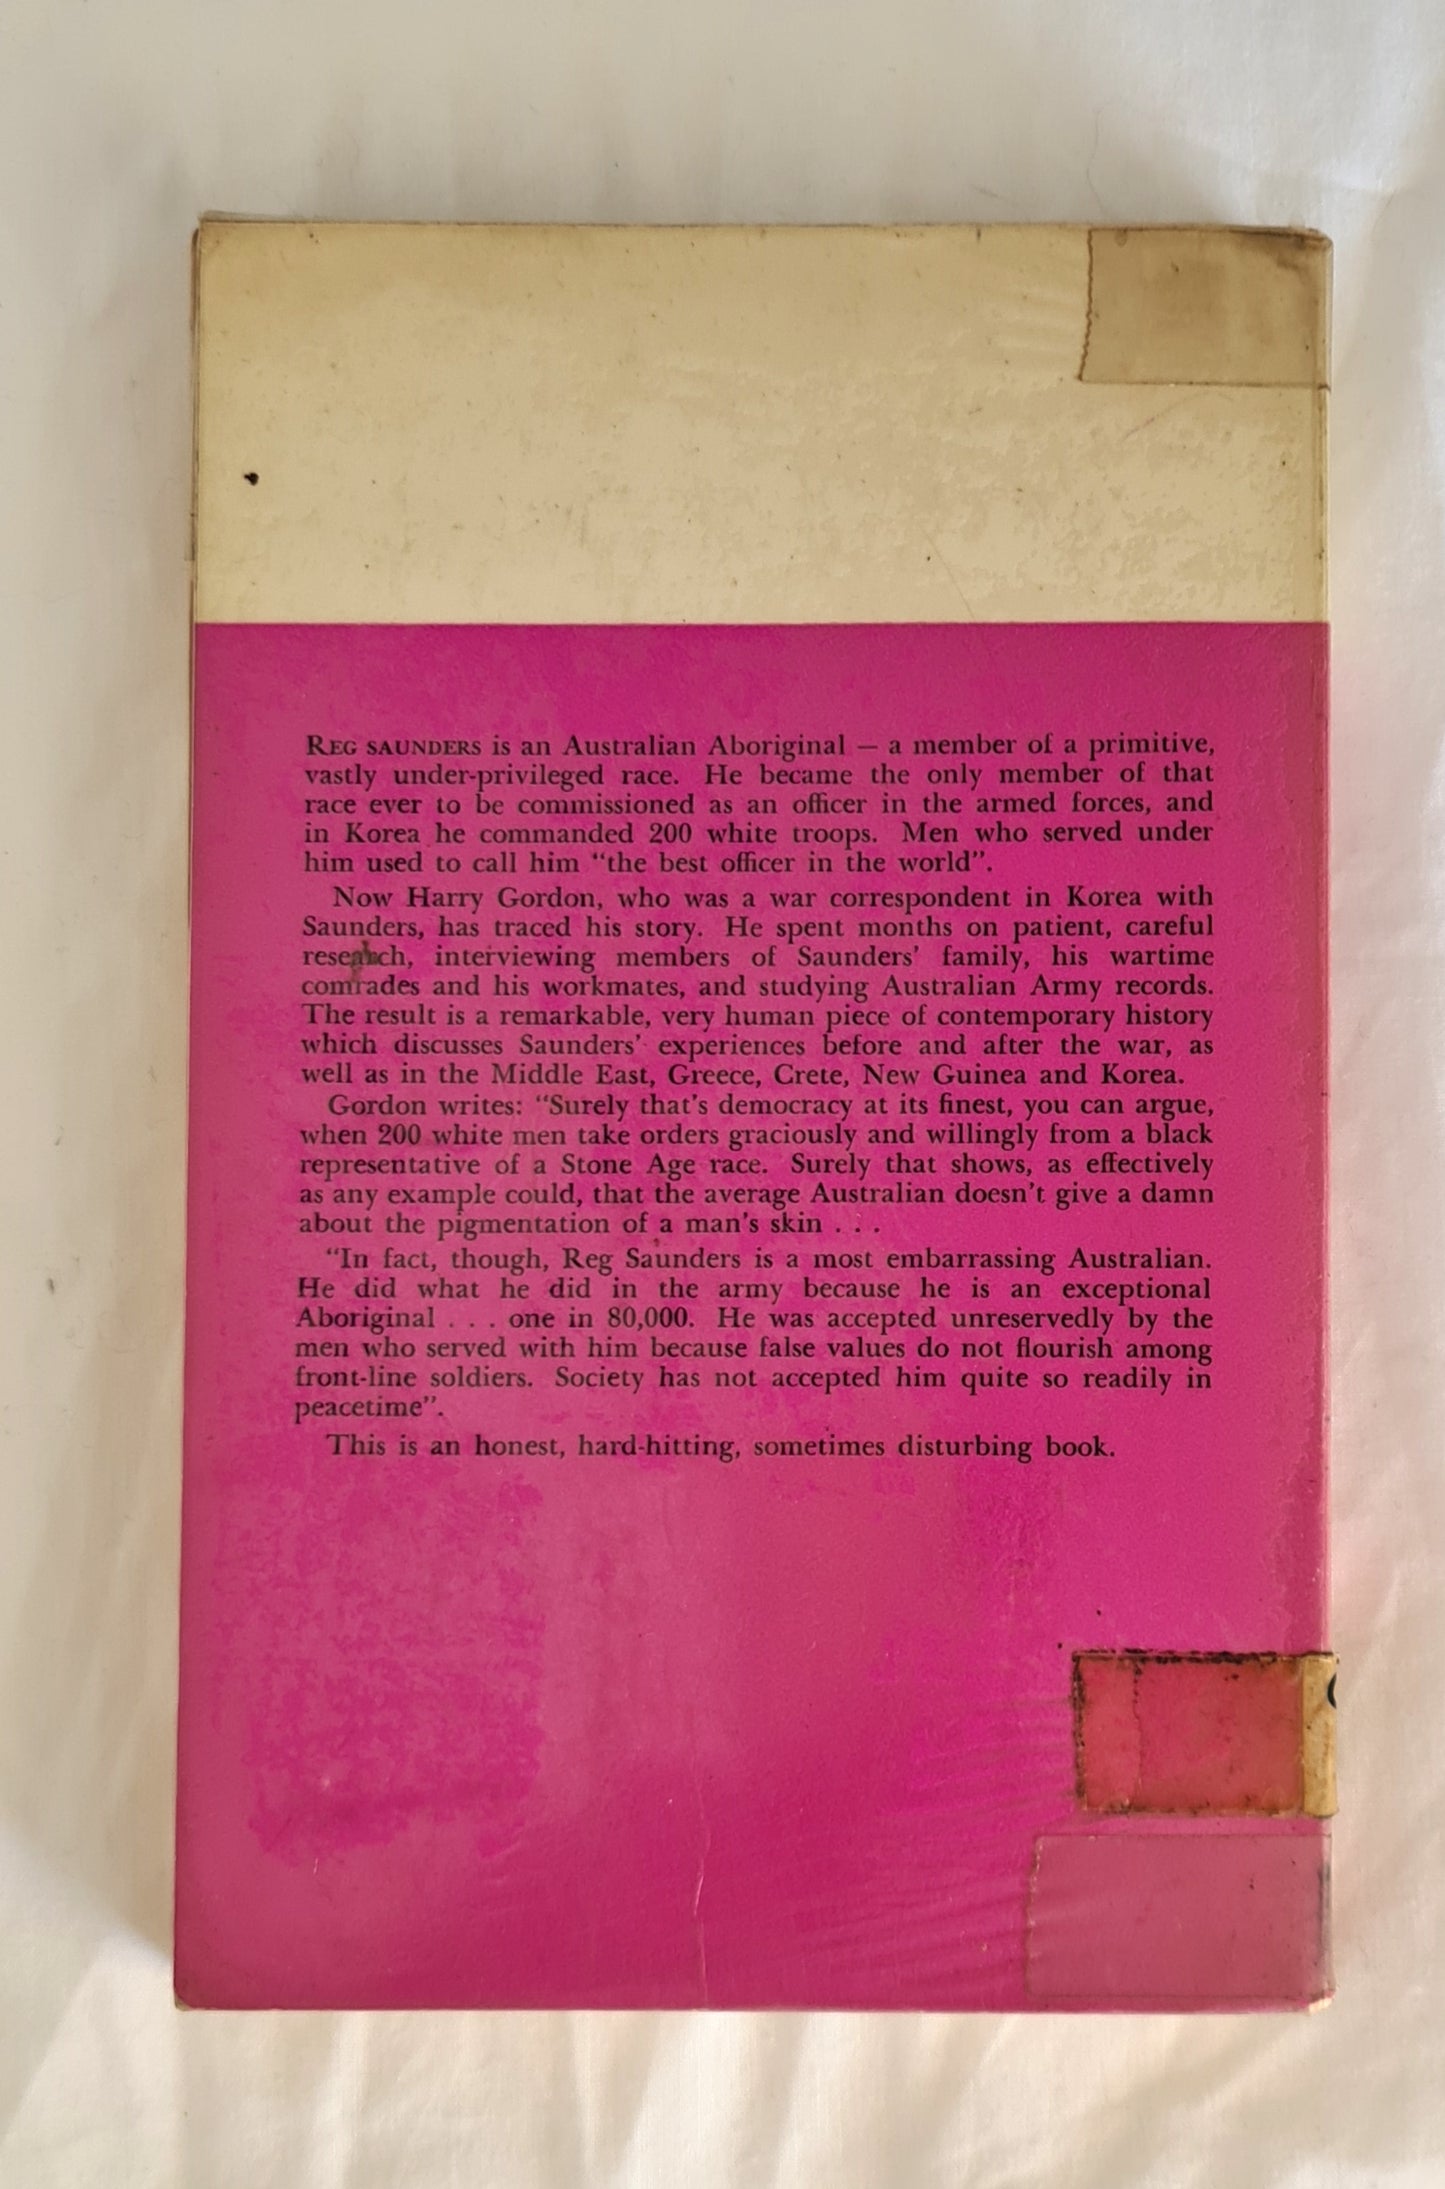 REG SAUNDERS is an Australian Aboriginal — a member of a primitive,
vastly under-privileged race. He became the only member of that
race ever to be commissioned as an officer in the armed forces, and
in Korea he commanded 200 white troops. Men who served under
him used to call him “the best officer in the world”.
Now Harry Gordon, who was a war correspondent in Korea with
Saunders, has traced his story. He spent months on patient, careful
research, interviewing members of Saunders’ family, his wartime
comrades and his workmates, and studying Australian Army records.
The result is a remarkable, very human piece of contemporary history
which discusses Saunders’ experiences before and after the war, as
well as in the Middle East, Greece, Crete, New Guinea and Korea.
Gordon writes: “Surely that’s democracy at its finest, you can argue,
when 200 white men take orders graciously and willingly from a black
representative of a Stone Age race. Surely that shows, as effectively
as any example could, that the average Australian doesn’t give a damn
about the pigmentation of a man’s skin . . .
“In fact, though, Reg Saunders is a most embarrassing Australian.
He did what he did in the army because he is an exceptional
Aboriginal . . . one in 80,000. He was accepted unreservedly by the
men who served with him because false values do not flourish among
front-line soldiers. Society has not accepted him quite so readily in
peacetime”.
This is an honest, hard-hitting, sometimes disturbing book.